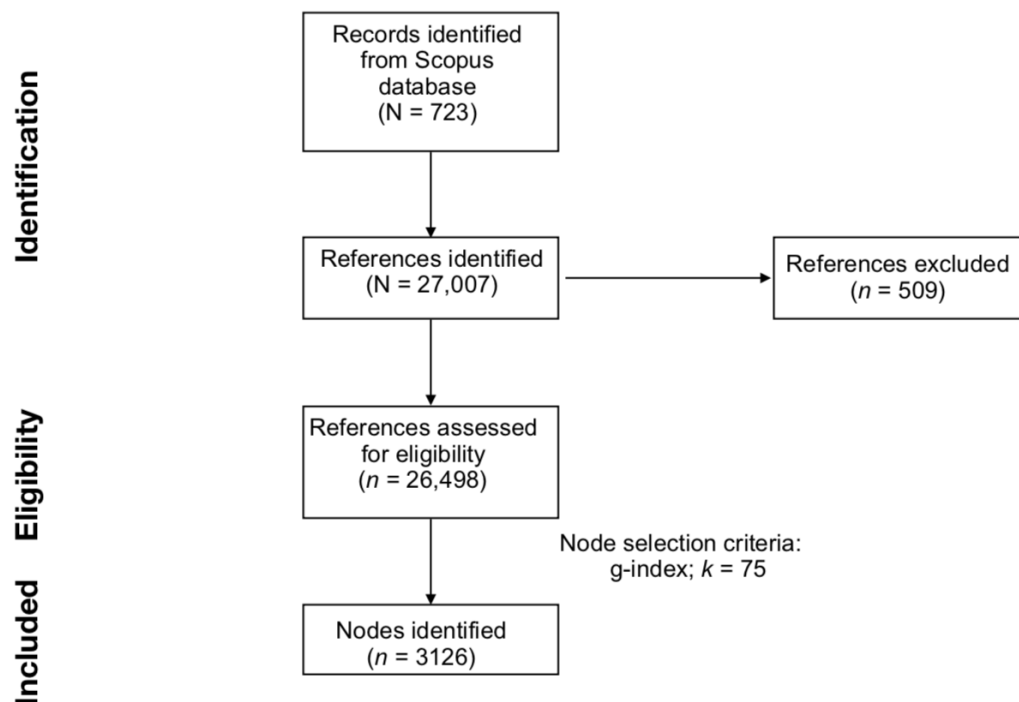 Identification
Records identified
from Scopus
database
(N = 723)
References identified
(N = 27,007)
References excluded
(n = 509)
Eligibility
References assessed
for eligibility
(n = 26,498)
Node selection criteria:
g-index; k = 75
Included
Nodes identified
(n = 3126)